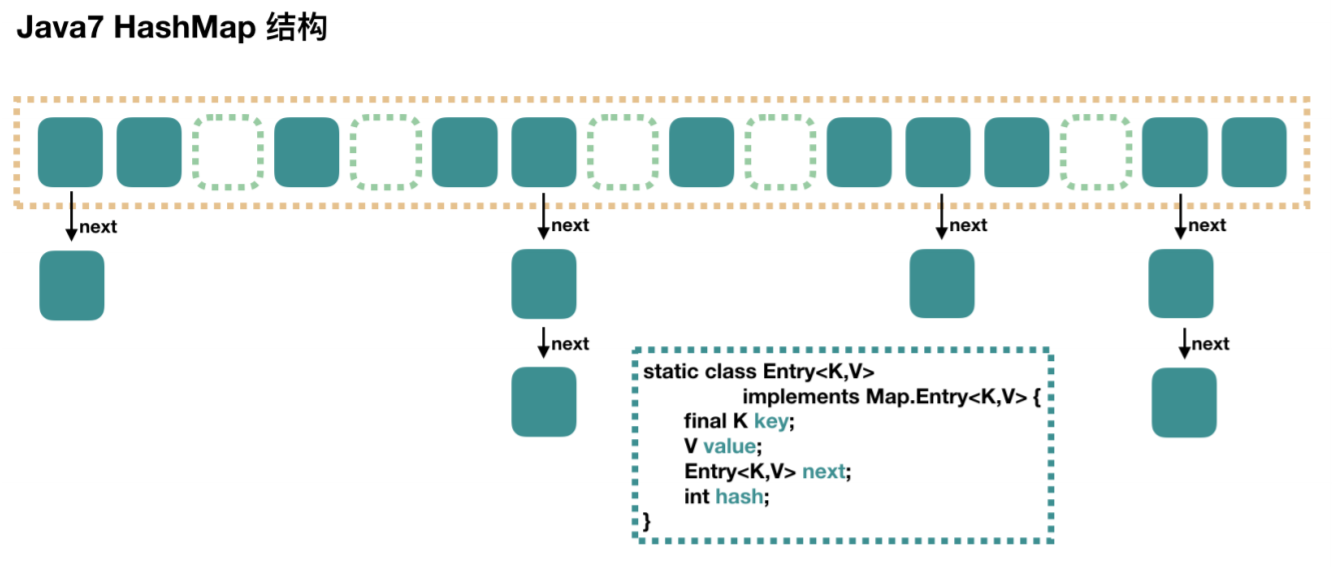 Java7 HashMap 结构
next
next
next
next
next
next
static class Entry<K,V>
implements Map.Entry<K,V> {
final K key;
V value;
Entry<K,V> next;
int hash;
}